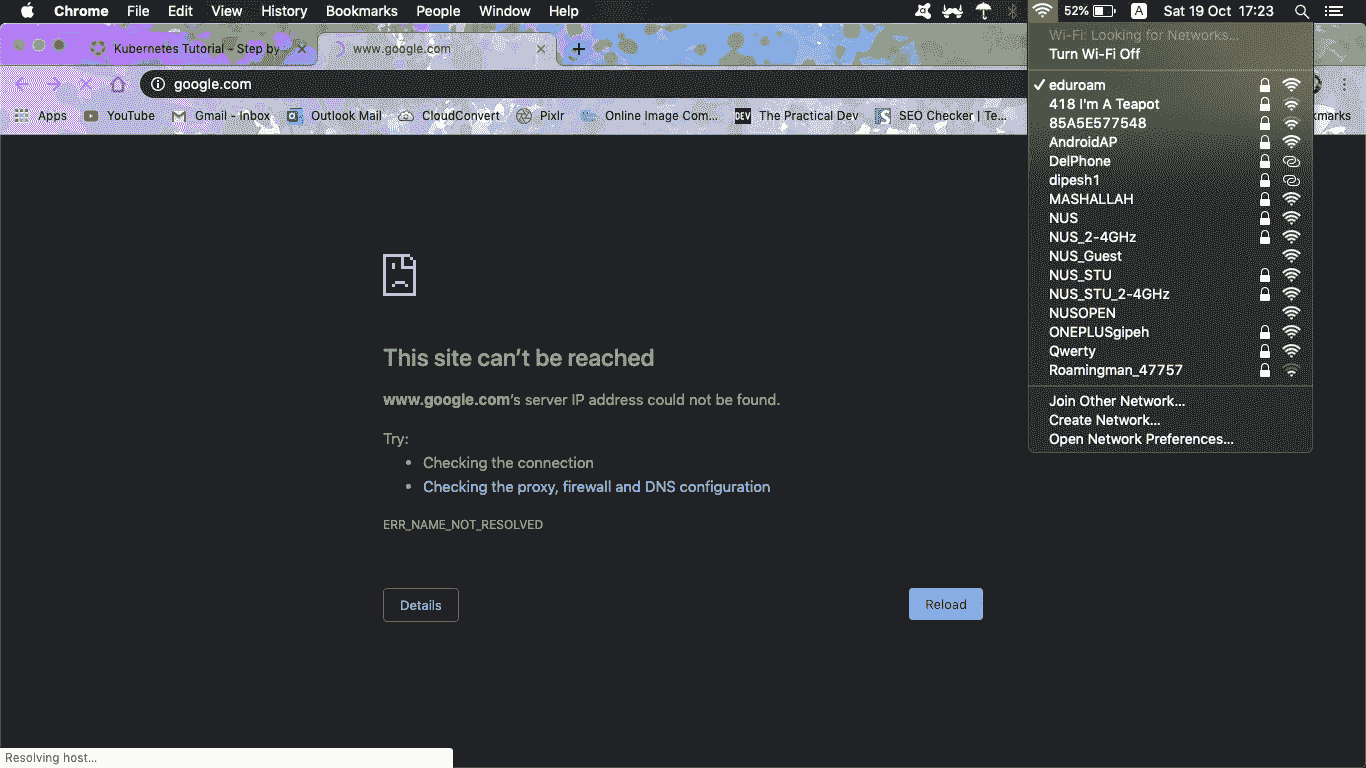 Chrome File Edit View History Bookmarks People Window Help 52% A Sat 19 Oct 17:23
Kubernetes Tutorial - Step by www.google.com
google.com
Apps YouTube Gmail - Inbox Outlook Mail CloudConvert Pixlr Online Image Com... DEV The Practical Dev SEO Checker | Te... kmarks
Wi-Fi: Looking for Networks...
Turn Wi-Fi Off
eduroam
418 I'm A Teapot
85A5E577548
AndroidAP
DelPhone
dipesh1
MASHALLAH
NUS
NUS_2-4GHz
NUS_Guest
NUS_STU
NUS_STU_2-4GHz
NUSOPEN
ONEPLUSgipeh
Qwerty
Roamingman_47757
Join Other Network...
Create Network...
Open Network Preferences...
This site can’t be reached
www.google.com’s server IP address could not be found.
Try:
• Checking the connection
• Checking the proxy, firewall and DNS configuration
ERR_NAME_NOT_RESOLVED
Details Reload
Resolving host...